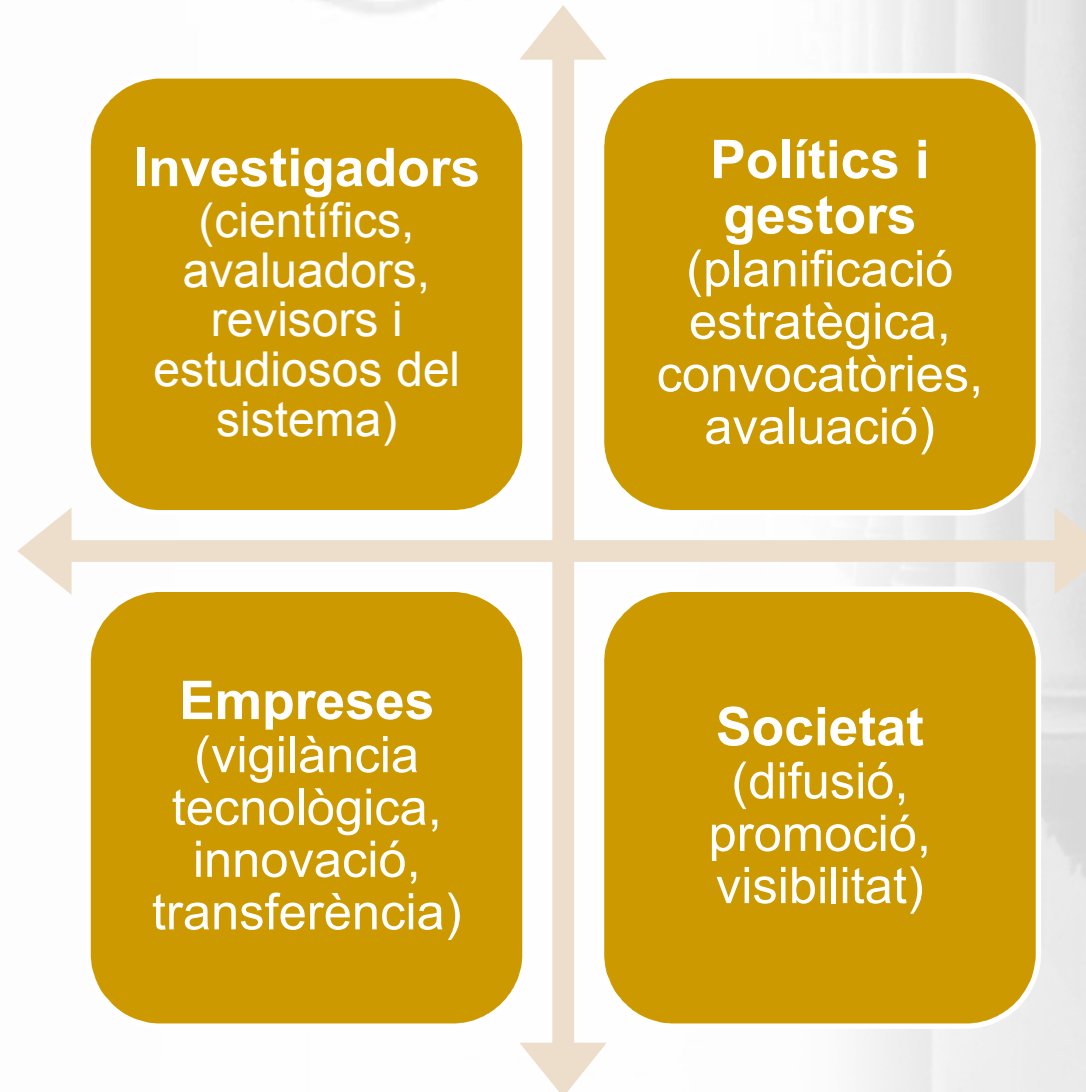 Investigadors
(científics,
avaluadors,
revisors i
estudiosos del
sistema)
Polítics i
gestors
(planificació
estratègica,
convocatòries,
avaluació)
Empreses
(vigilància
tecnològica,
innovació,
transferència)
Societat
(difusió,
promoció,
visibilitat)